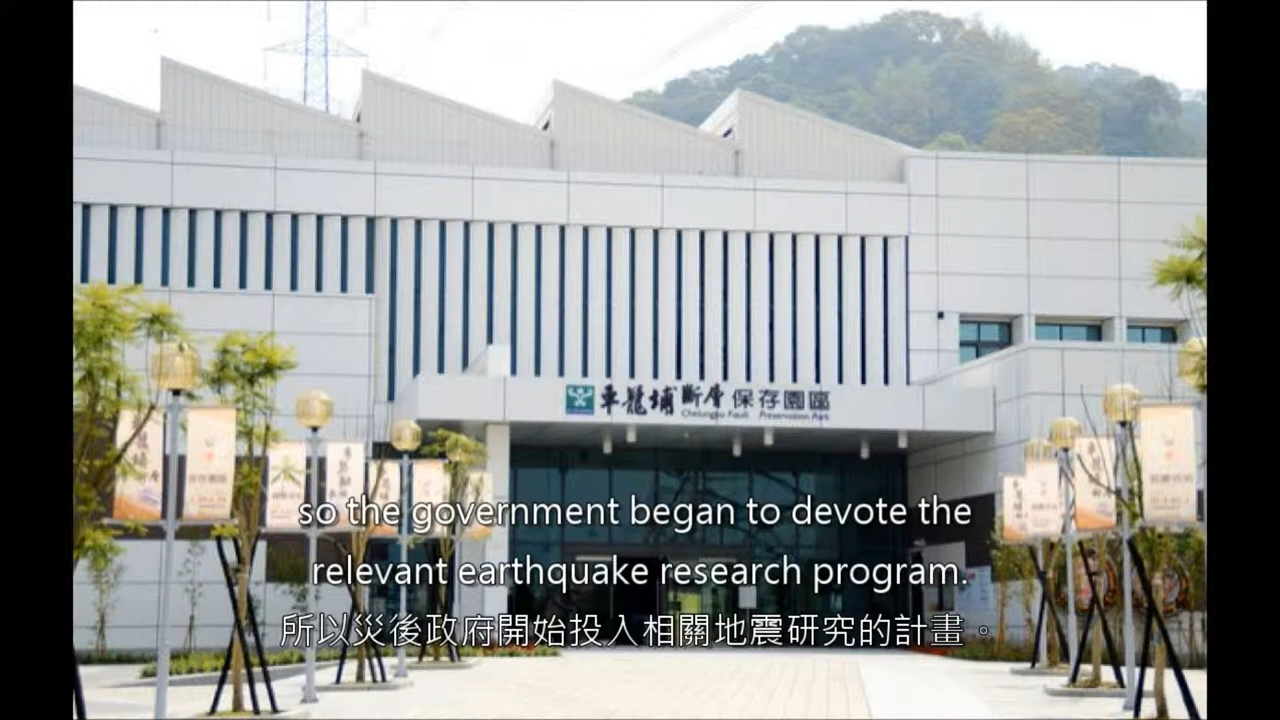 車籠埔斷層保存園區
Chelungpu Fault Preservation Park
so the government began to devote the
relevant earthquake research program.
所以災後政府開始投入相關地震研究的計畫。